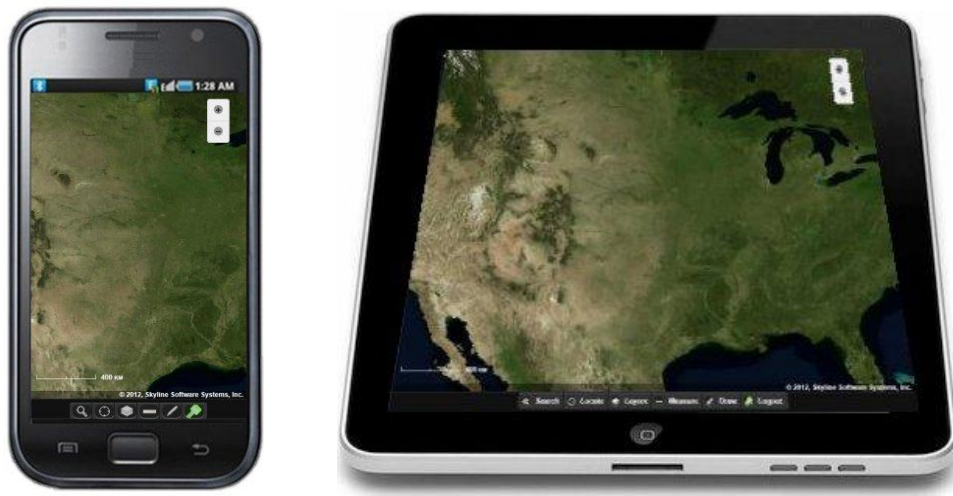 1:28 AM
400 км
© 2012, Skyline Software Systems, Inc.
© 2012, Skyline Software Systems, Inc.
Search Locate Layers Measure Draw Logout